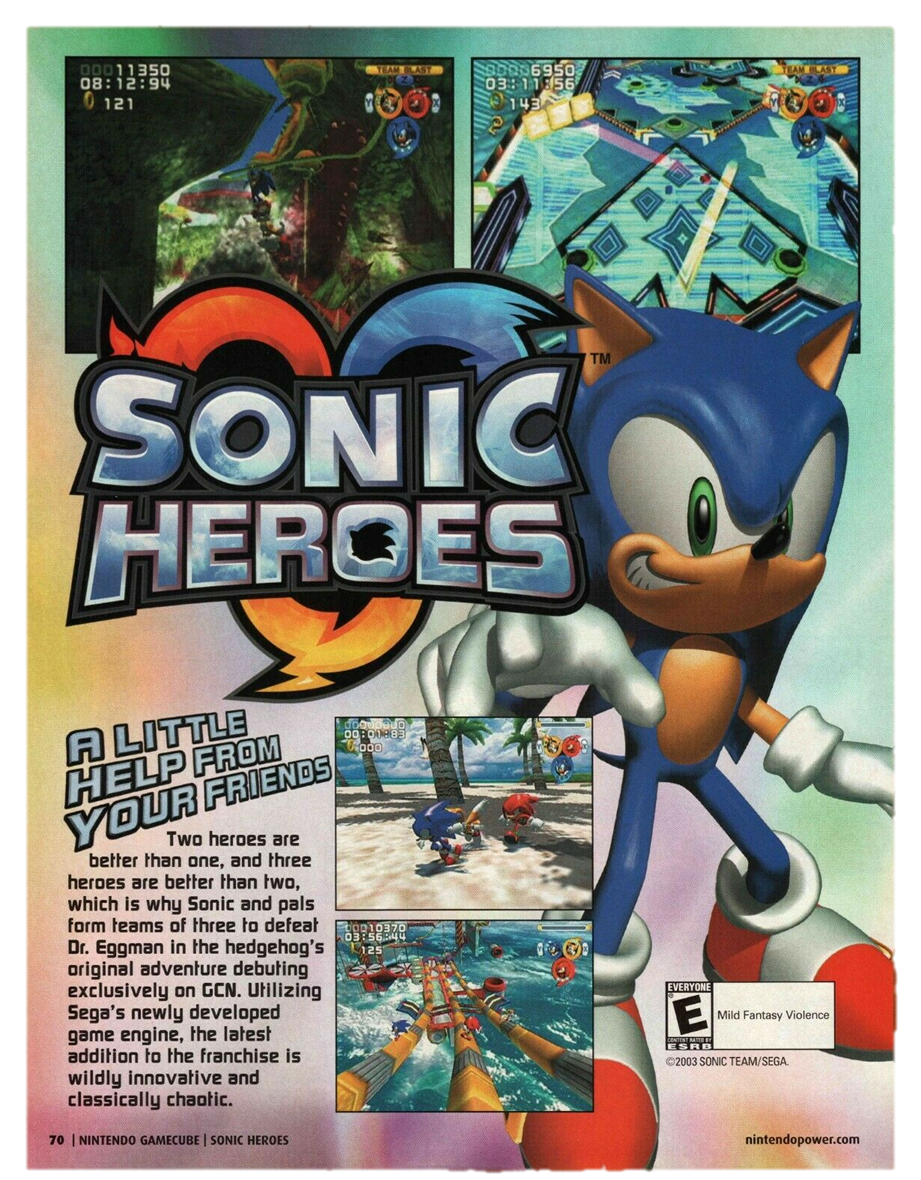 00011350
08:12:94
121
TEAM BLAST
Y
X
00006950
03:11:56
143
TEAM BLAST
Y
X
SONIC
HEROES
TM
A LITTLE
HELP FROM
YOUR FRIENDS
Two heroes are
better than one, and three
heroes are better than two,
which is why Sonic and pals
form teams of three to defeat
Dr. Eggman in the hedgehog's
original adventure debuting
exclusively on GCN. Utilizing
Sega's newly developed
game engine, the latest
addition to the franchise is
wildly innovative and
classically chaotic.
00:01:83
000
00010370
03:56:44
125
EVERYONE
E
CONTENT RATED BY
ESRB
Mild Fantasy Violence
©2003 SONIC TEAM/SEGA.
70 | NINTENDO GAMECUBE | SONIC HEROES
nintendopower.com